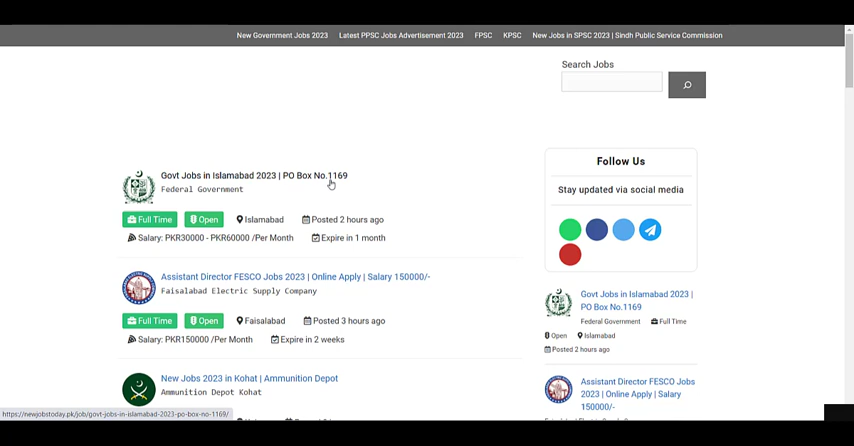 New Government Jobs 2023 Latest PPSC Jobs Advertisement 2023 FPSC KPSC New Jobs in SPSC 2023 | Sindh Public Service Commission
Search Jobs
Govt Jobs in Islamabad 2023 | PO Box No.1169
Federal Government
Full Time Open Islamabad Posted 2 hours ago
Salary: PKR30000 - PKR60000 /Per Month Expire in 1 month
Assistant Director FESCO Jobs 2023 | Online Apply | Salary 150000/-
Faisalabad Electric Supply Company
Full Time Open Faisalabad Posted 3 hours ago
Salary: PKR150000 /Per Month Expire in 2 weeks
New Jobs 2023 in Kohat | Ammunition Depot
Ammunition Depot Kohat
Follow Us
Stay updated via social media
Govt Jobs in Islamabad 2023 |
PO Box No.1169
Federal Government Full Time
Open Islamabad
Posted 2 hours ago
Assistant Director FESCO Jobs
2023 | Online Apply | Salary
150000/-
https://newjobstoday.pk/job/govt-jobs-in-islamabad-2023-po-box-no-1169/